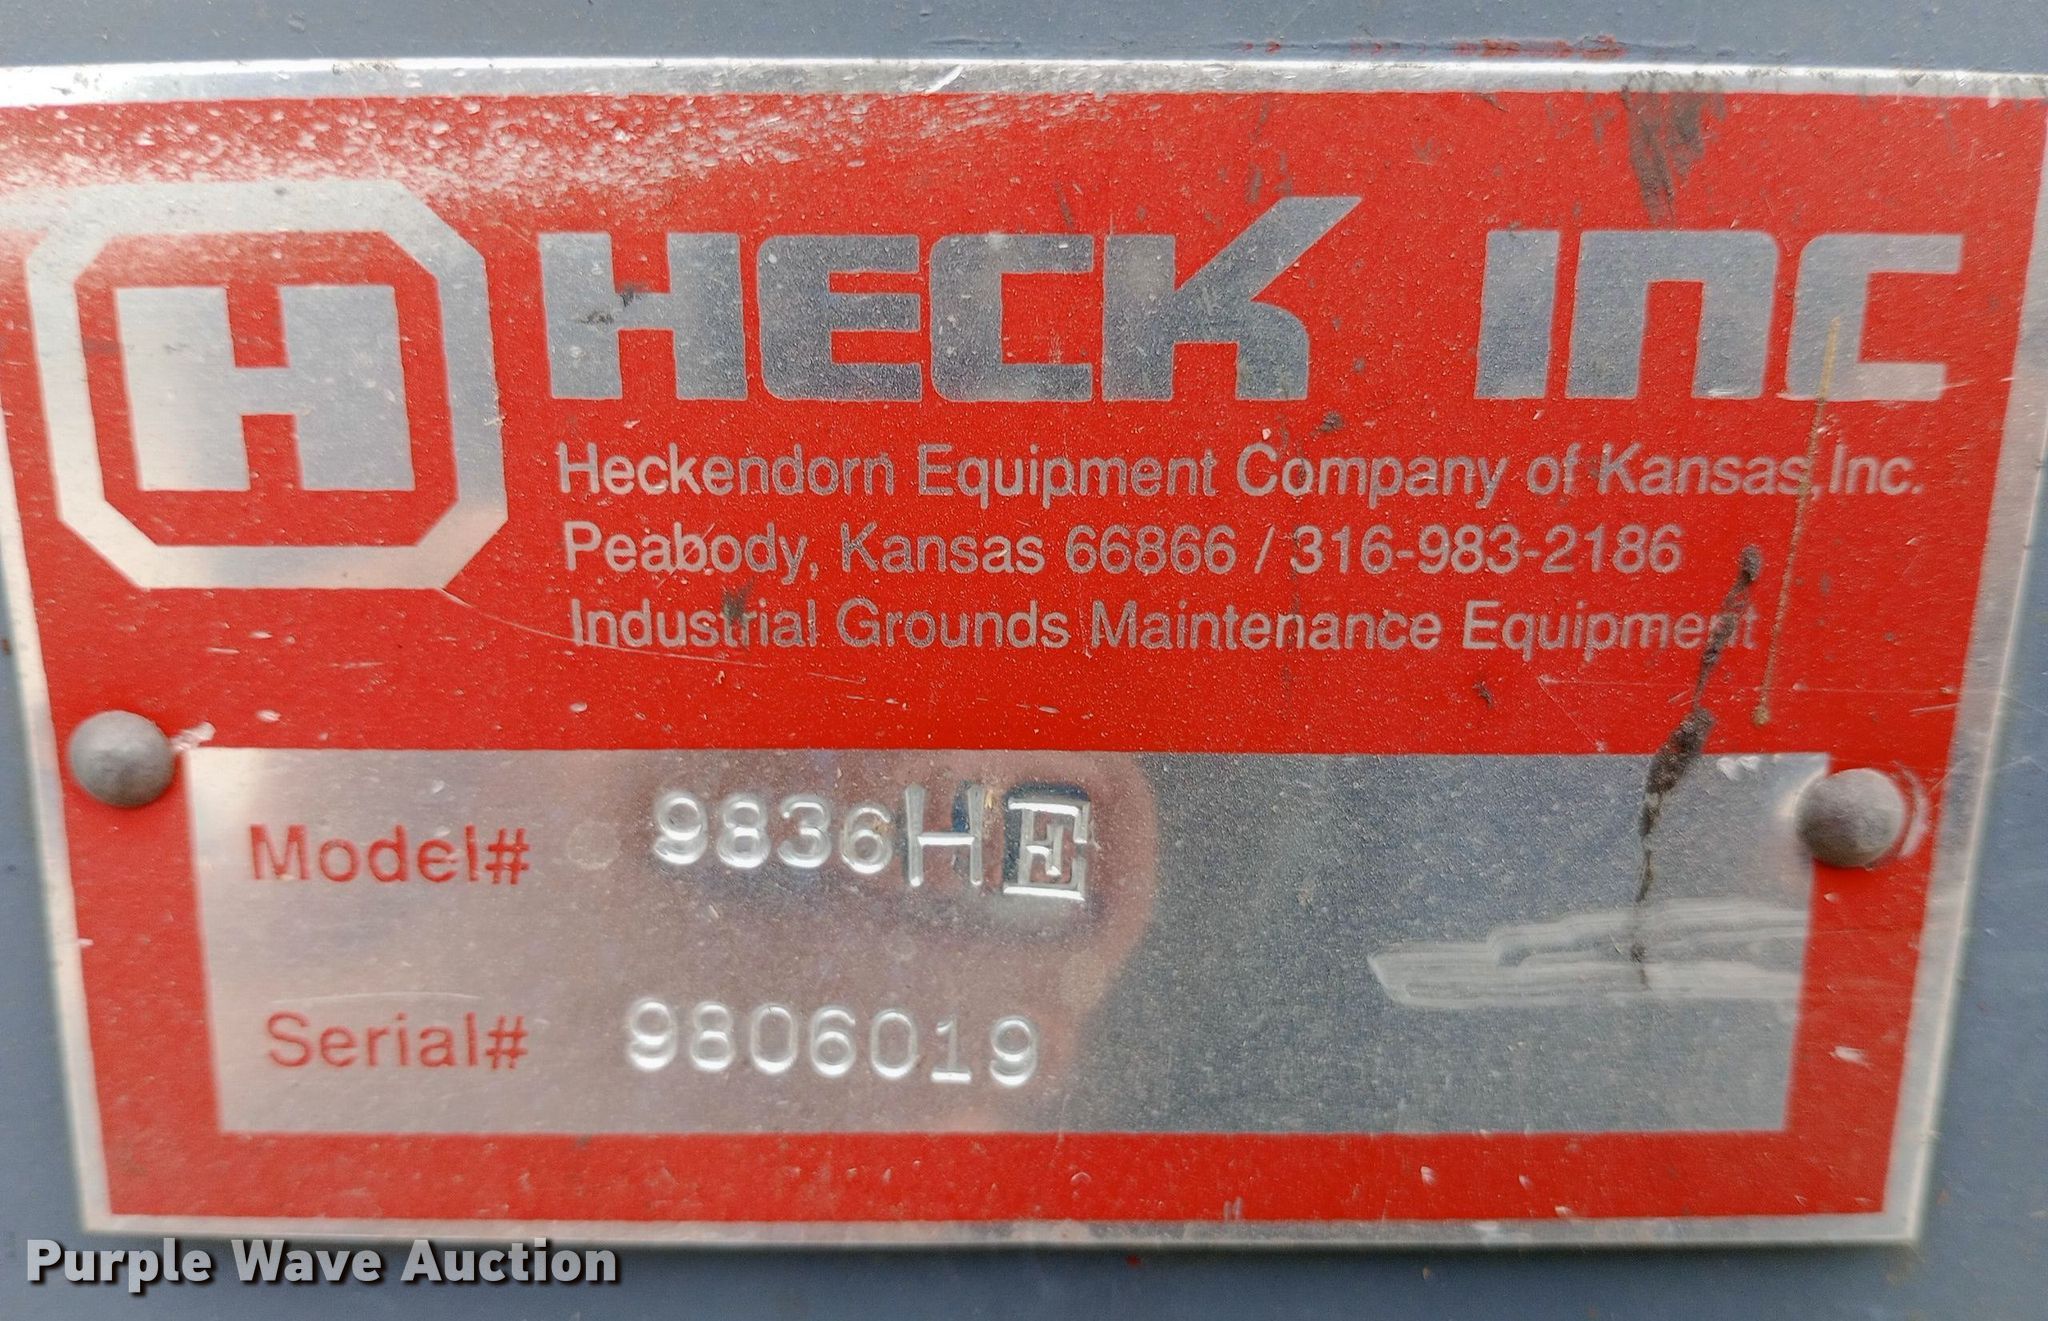 H
HECK INC
Heckendorn Equipment Company of Kansas, Inc.
Peabody, Kansas 66866 / 316-983-2186
Industrial Grounds Maintenance Equipment
Model# 9836HE
Serial# 9806019
Purple Wave Auction